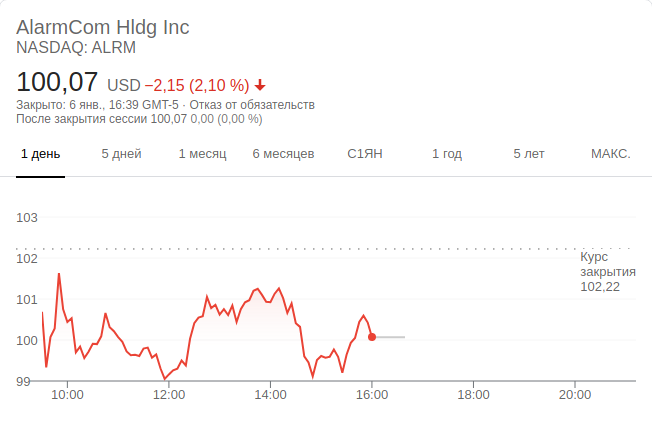 AlarmCom Hldg Inc
NASDAQ: ALRM
100,07 USD −2,15 (2,10 %)
Закрыто: 6 янв., 16:39 GMT-5 · Отказ от обязательств
После закрытия сессии 100,07 0,00 (0,00 %)
1 день 5 дней 1 месяц 6 месяцев С1ЯН 1 год 5 лет МАКС.
103
102
101
100
99
Курс
закрытия
102,22
10:00 12:00 14:00 16:00 18:00 20:00